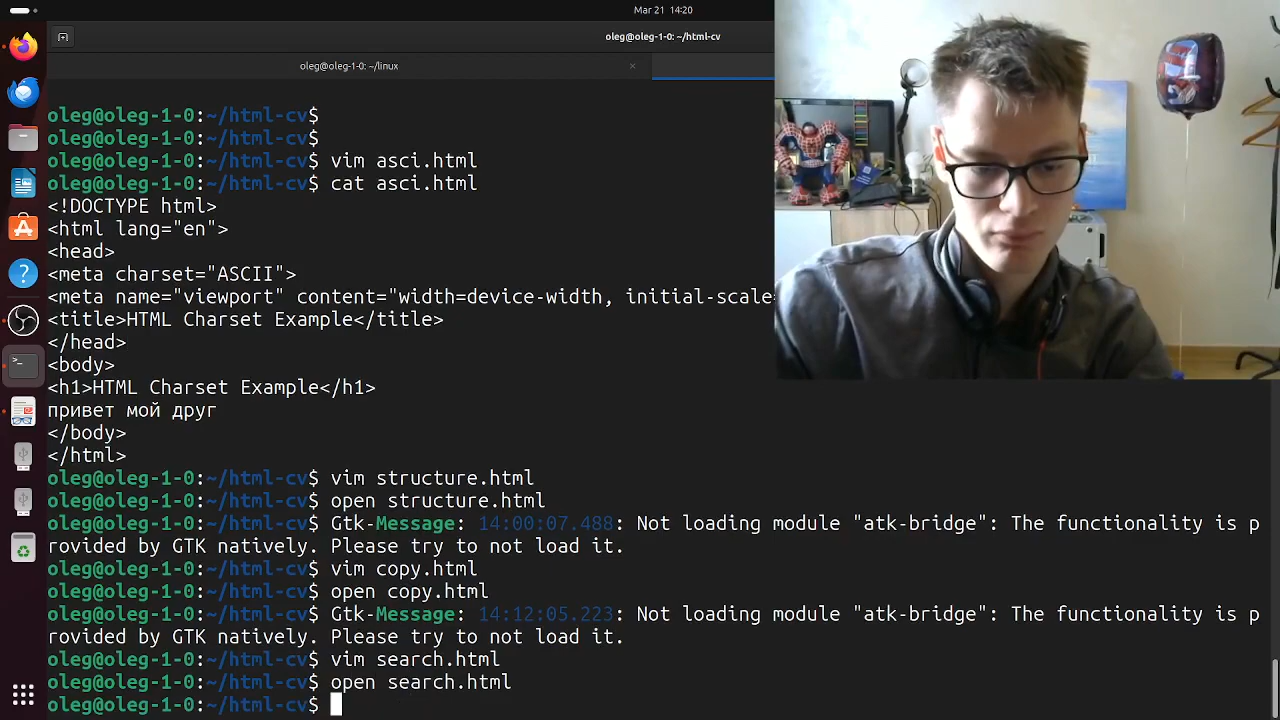 Mar 21 14:20
oleg@oleg-1-0: ~/html-cv
oleg@oleg-1-0: ~/linux
oleg@oleg-1-0:~/html-cv$
oleg@oleg-1-0:~/html-cv$
oleg@oleg-1-0:~/html-cv$ vim asci.html
oleg@oleg-1-0:~/html-cv$ cat asci.html
<!DOCTYPE html>
<html lang="en">
<head>
<meta charset="ASCII">
<meta name="viewport" content="width=device-width, initial-scale=
<title>HTML Charset Example</title>
</head>
<body>
<h1>HTML Charset Example</h1>
привет мой друг
</body>
</html>
oleg@oleg-1-0:~/html-cv$ vim structure.html
oleg@oleg-1-0:~/html-cv$ open structure.html
oleg@oleg-1-0:~/html-cv$ Gtk-Message: 14:00:07.488: Not loading module "atk-bridge": The functionality is p
rovided by GTK natively. Please try to not load it.
oleg@oleg-1-0:~/html-cv$ vim copy.html
oleg@oleg-1-0:~/html-cv$ open copy.html
oleg@oleg-1-0:~/html-cv$ Gtk-Message: 14:12:05.223: Not loading module "atk-bridge": The functionality is p
rovided by GTK natively. Please try to not load it.
oleg@oleg-1-0:~/html-cv$ vim search.html
oleg@oleg-1-0:~/html-cv$ open search.html
oleg@oleg-1-0:~/html-cv$